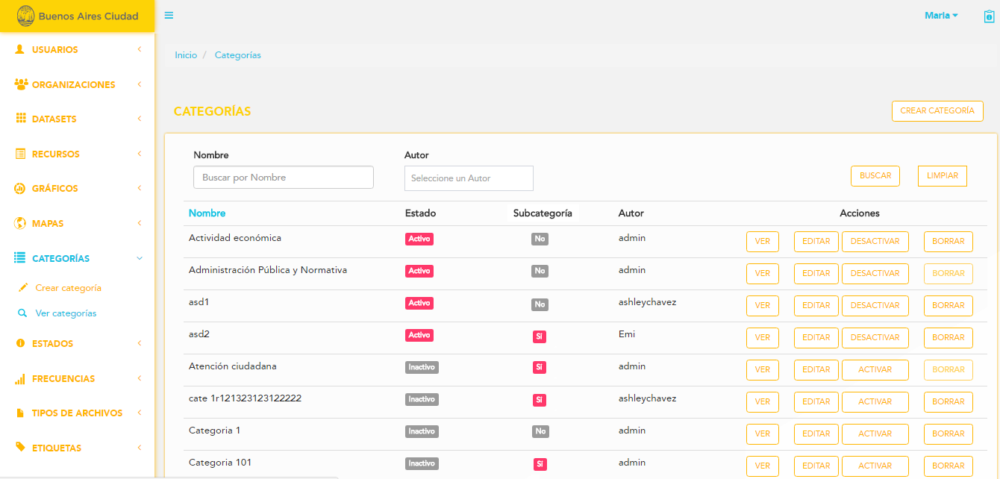 Buenos Aires Ciudad
María
USUARIOS
Inicio / Categorías
ORGANIZACIONES
CATEGORÍAS
CREAR CATEGORÍA
DATASETS
RECURSOS
GRÁFICOS
MAPAS
CATEGORÍAS
Crear categoría
Ver categorías
ESTADOS
FRECUENCIAS
TIPOS DE ARCHIVOS
ETIQUETAS
Nombre Autor
Buscar por Nombre Seleccione un Autor BUSCAR LIMPIAR
Nombre Estado Subcategoría Autor Acciones
Actividad económica Activo No admin VER EDITAR DESACTIVAR BORRAR
Administración Pública y Normativa Activo No admin VER EDITAR DESACTIVAR BORRAR
asd1 Activo No ashleychavez VER EDITAR DESACTIVAR BORRAR
asd2 Activo Sí Emi VER EDITAR DESACTIVAR BORRAR
Atención ciudadana Inactivo Sí admin VER EDITAR ACTIVAR BORRAR
cate 1r121323123122222 Inactivo Sí ashleychavez VER EDITAR ACTIVAR BORRAR
Categoria 1 Inactivo No admin VER EDITAR ACTIVAR BORRAR
Categoria 101 Inactivo Sí admin VER EDITAR ACTIVAR BORRAR